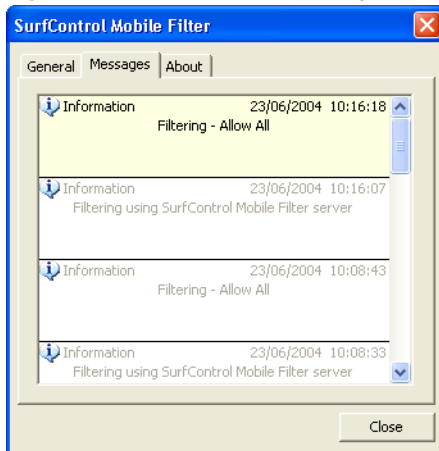 SurfControl Mobile Filter
General Messages About
Information 23/06/2004 10:16:18
Filtering - Allow All
Information 23/06/2004 10:16:07
Filtering using SurfControl Mobile Filter server
Information 23/06/2004 10:08:43
Filtering - Allow All
Information 23/06/2004 10:08:33
Filtering using SurfControl Mobile Filter server
Close